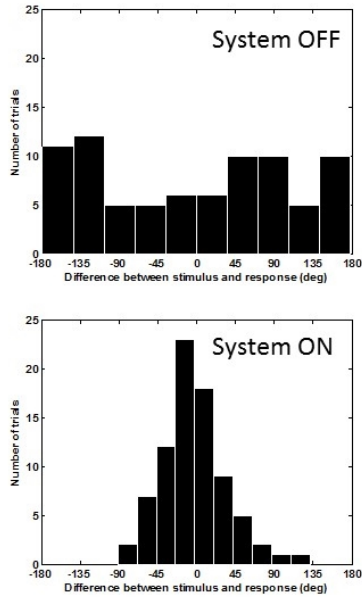 25
System OFF
20
15
10
5
0
Number of trials
-180 -135 -90 -45 0 45 90 135 180
Difference between stimulus and response (deg)
25
System ON
20
15
10
5
0
Number of trials
-180 -135 -90 -45 0 45 90 135 180
Difference between stimulus and response (deg)